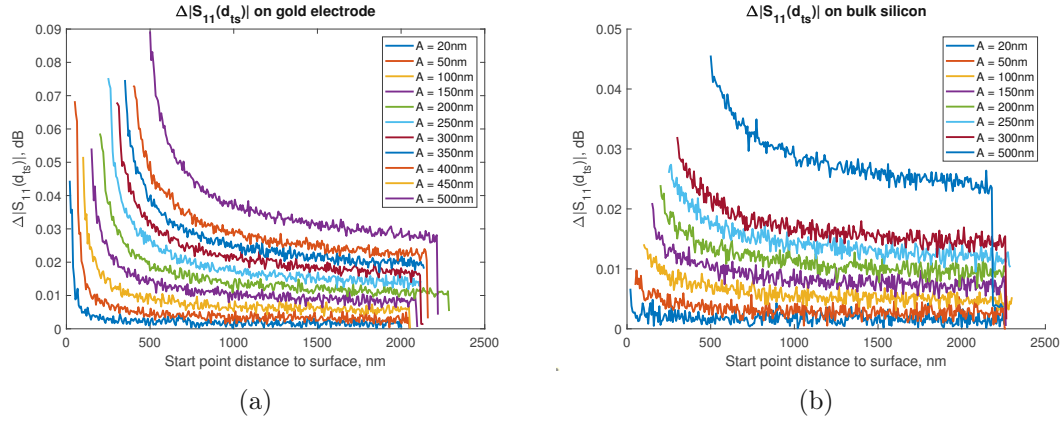 Δ|S11(dts)| on gold electrode
0.09
0.08
0.07
0.06
0.05
0.04
0.03
0.02
0.01
0
Δ|S11(dts)|, dB
0
500
1000
1500
2000
2500
Start point distance to surface, nm
A = 20nm
A = 50nm
A = 100nm
A = 150nm
A = 200nm
A = 250nm
A = 300nm
A = 350nm
A = 400nm
A = 450nm
A = 500nm
(a)
Δ|S11(dts)| on bulk silicon
0.05
0.04
0.03
0.02
0.01
0
Δ|S11(dts)|, dB
0
500
1000
1500
2000
2500
Start point distance to surface, nm
A = 20nm
A = 50nm
A = 100nm
A = 150nm
A = 200nm
A = 250nm
A = 300nm
A = 500nm
(b)